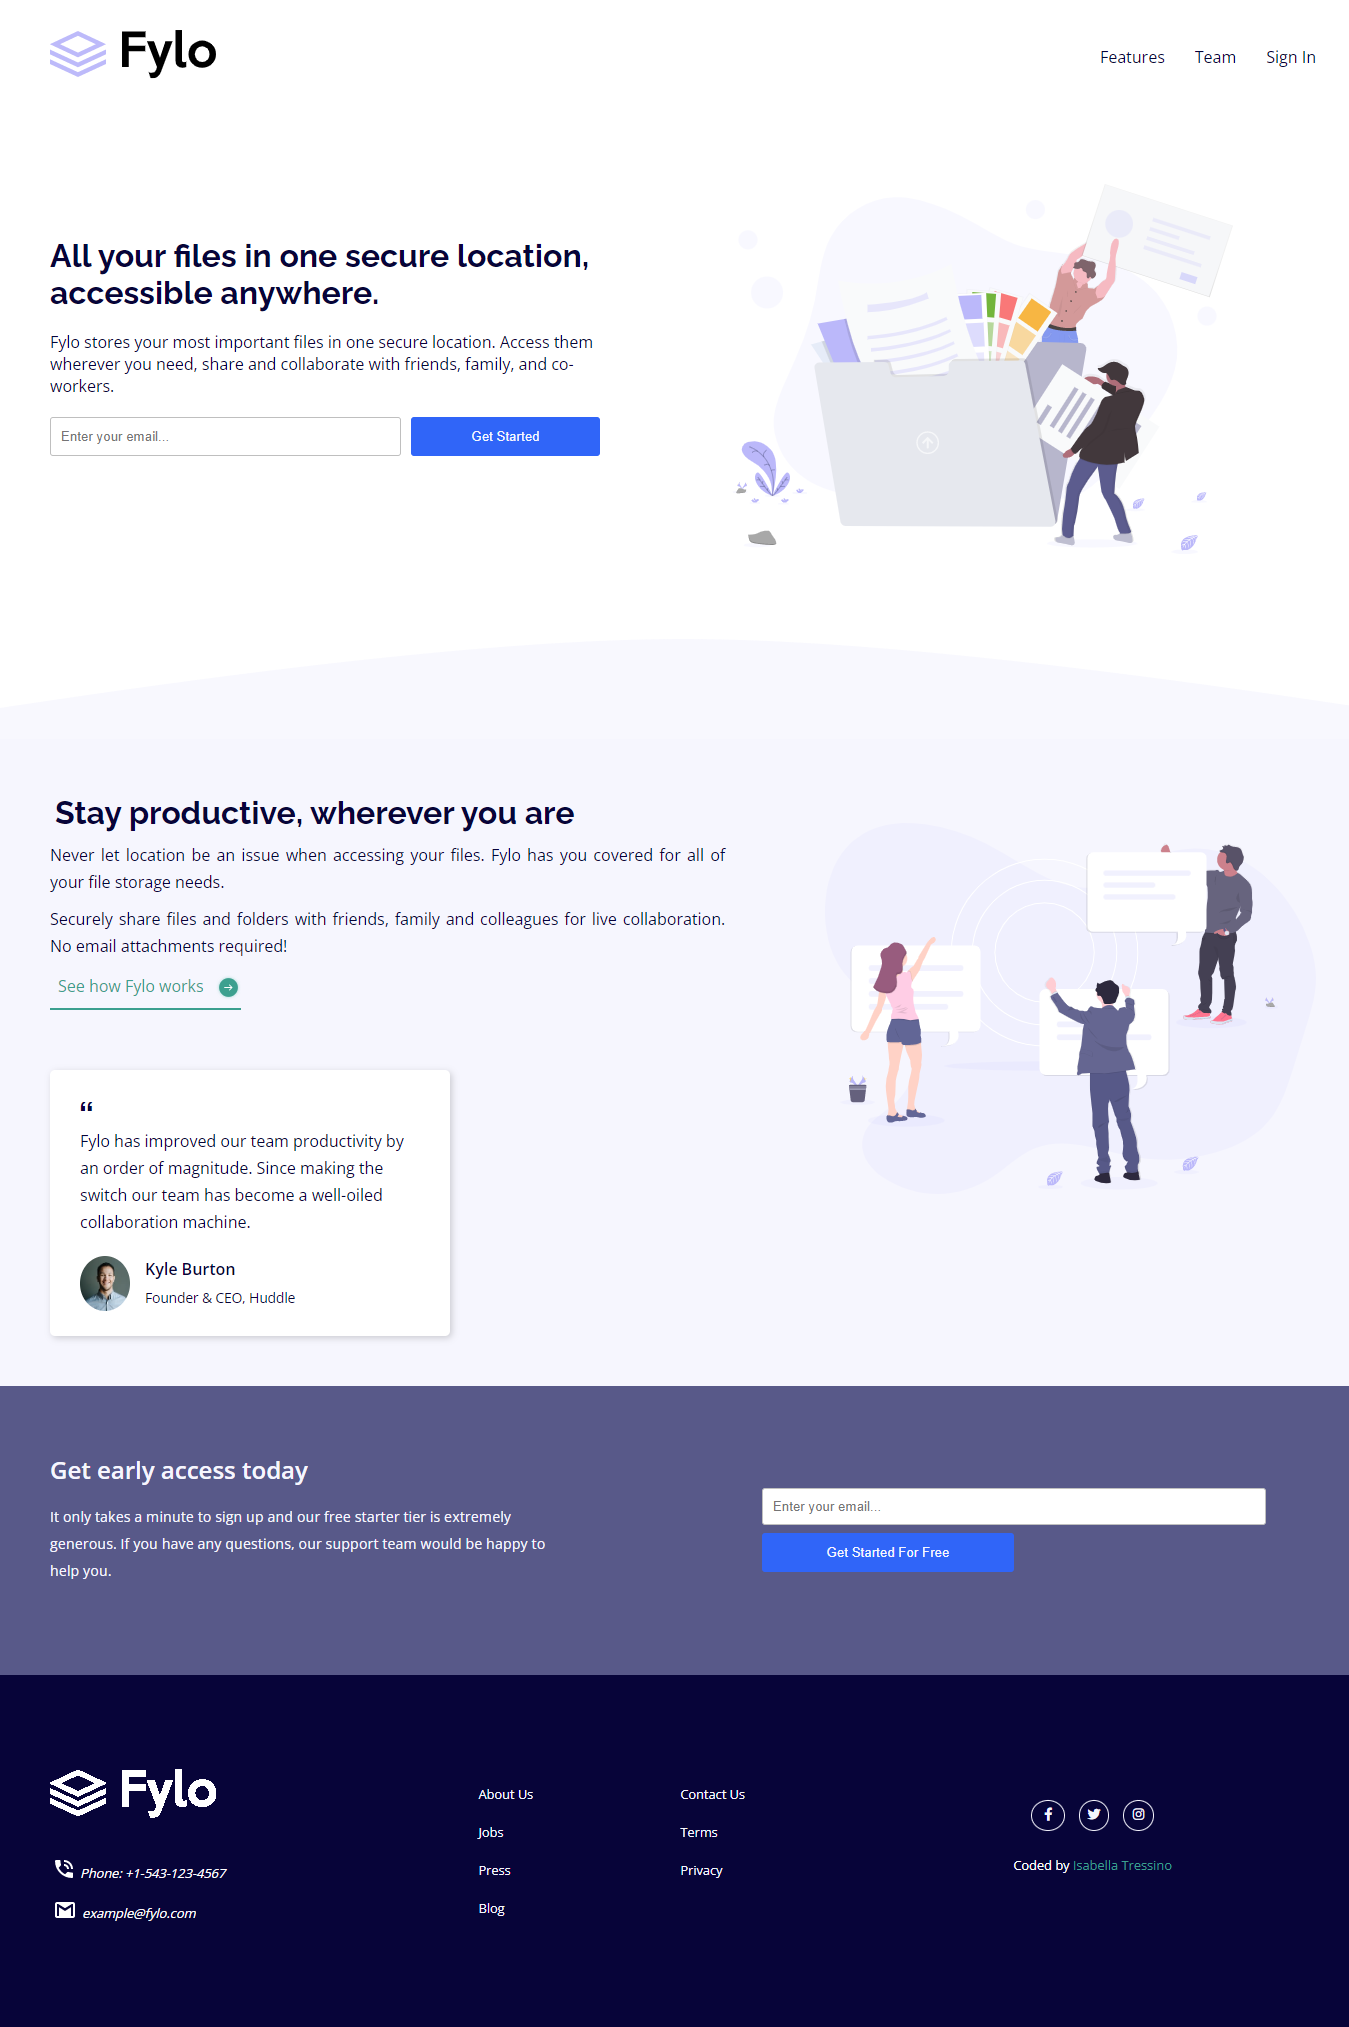 Fylo
Features
Team
Sign In
All your files in one secure location,
accessible anywhere.
Fylo stores your most important files in one secure location. Access them
wherever you need, share and collaborate with friends, family, and co-
workers.
Enter your email...
Get Started
Stay productive, wherever you are
Never let location be an issue when accessing your files. Fylo has you covered for all of
your file storage needs.
Securely share files and folders with friends, family and colleagues for live collaboration.
No email attachments required!
See how Fylo works
“
Fylo has improved our team productivity by
an order of magnitude. Since making the
switch our team has become a well-oiled
collaboration machine.
Kyle Burton
Founder & CEO, Huddle
Get early access today
It only takes a minute to sign up and our free starter tier is extremely
generous. If you have any questions, our support team would be happy to
help you.
Enter your email...
Get Started For Free
Fylo
Phone: +1-543-123-4567
example@fylo.com
About Us
Jobs
Press
Blog
Contact Us
Terms
Privacy
Coded by Isabella Tressino